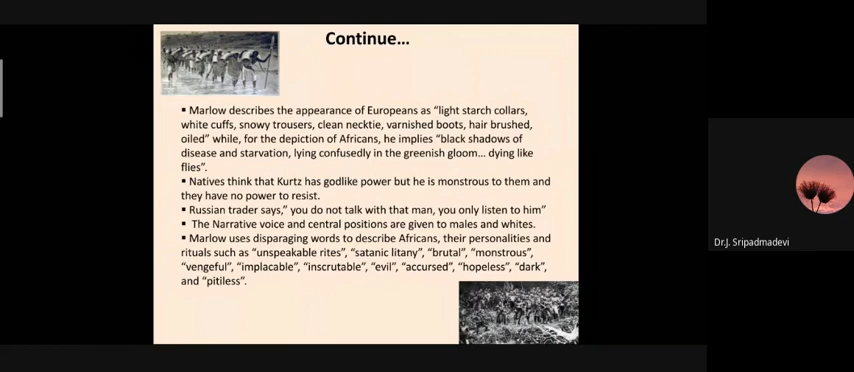 Continue...
▪ Marlow describes the appearance of Europeans as “light starch collars,
white cuffs, snowy trousers, clean necktie, varnished boots, hair brushed,
oiled” while, for the depiction of Africans, he implies “black shadows of
disease and starvation, lying confusedly in the greenish gloom... dying like
flies”.
▪ Natives think that Kurtz has godlike power but he is monstrous to them and
they have no power to resist.
▪ Russian trader says,” you do not talk with that man, you only listen to him”
▪ The Narrative voice and central positions are given to males and whites.
▪ Marlow uses disparaging words to describe Africans, their personalities and
rituals such as “unspeakable rites”, “satanic litany”, “brutal”, “monstrous”,
“vengeful”, “implacable”, “inscrutable”, “evil”, “accursed”, “hopeless”, “dark”,
and “pitiless”.
Dr.J. Sripadmadevi